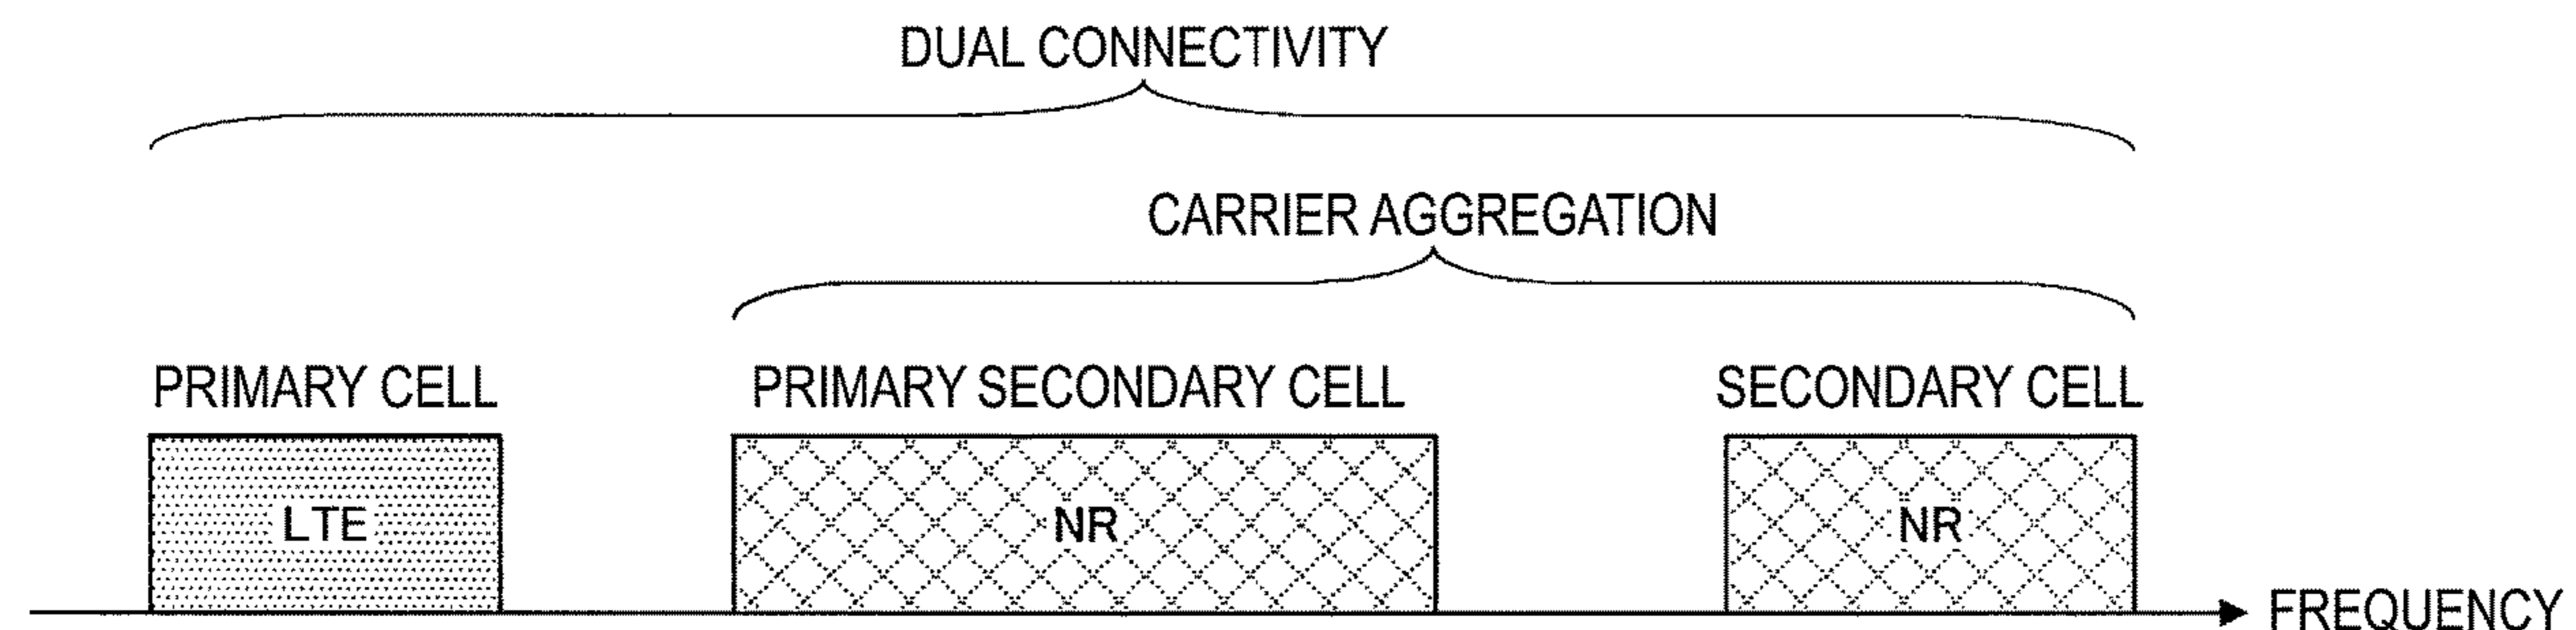 DUAL CONNECTIVITY
CARRIER AGGREGATION
PRIMARY CELL PRIMARY SECONDARY CELL SECONDARY CELL
LTE NR NR
FREQUENCY